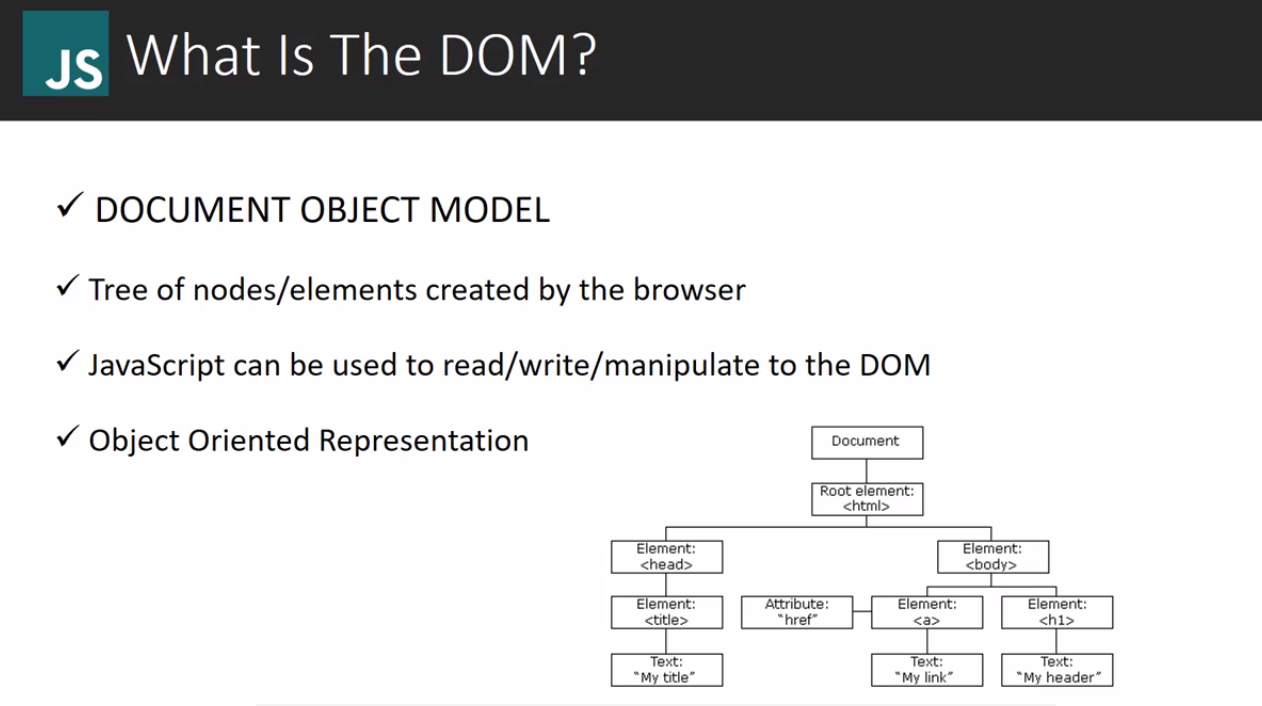 JS What Is The DOM?
✓ DOCUMENT OBJECT MODEL
✓ Tree of nodes/elements created by the browser
✓ JavaScript can be used to read/write/manipulate to the DOM
✓ Object Oriented Representation
Document
Root element:
<html>
Element:
<head>
Element:
<body>
Element:
<title>
Attribute:
"href"
Element:
<a>
Element:
<h1>
Text:
"My title"
Text:
"My link"
Text:
"My header"